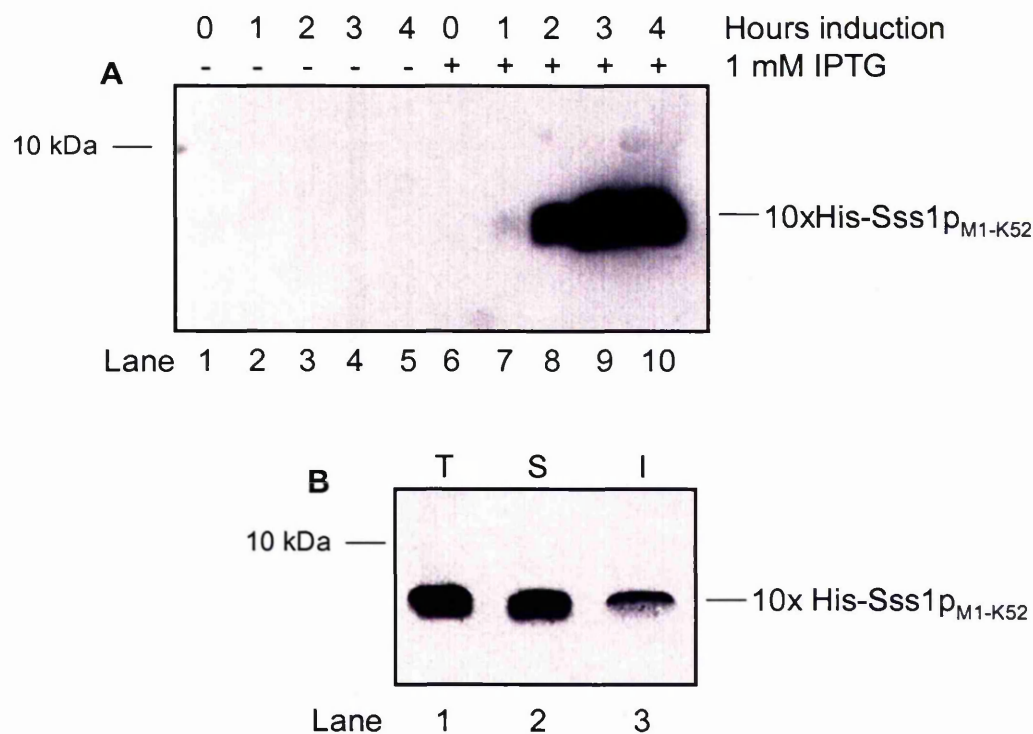 0 1 2 3 4 0 1 2 3 4 Hours induction
- - - - - + + + + + 1 mM IPTG
A
10 kDa
10xHis-Sss1pM1-K52
Lane 1 2 3 4 5 6 7 8 9 10
T S I
B
10 kDa
10x His-Sss1pM1-K52
Lane 1 2 3